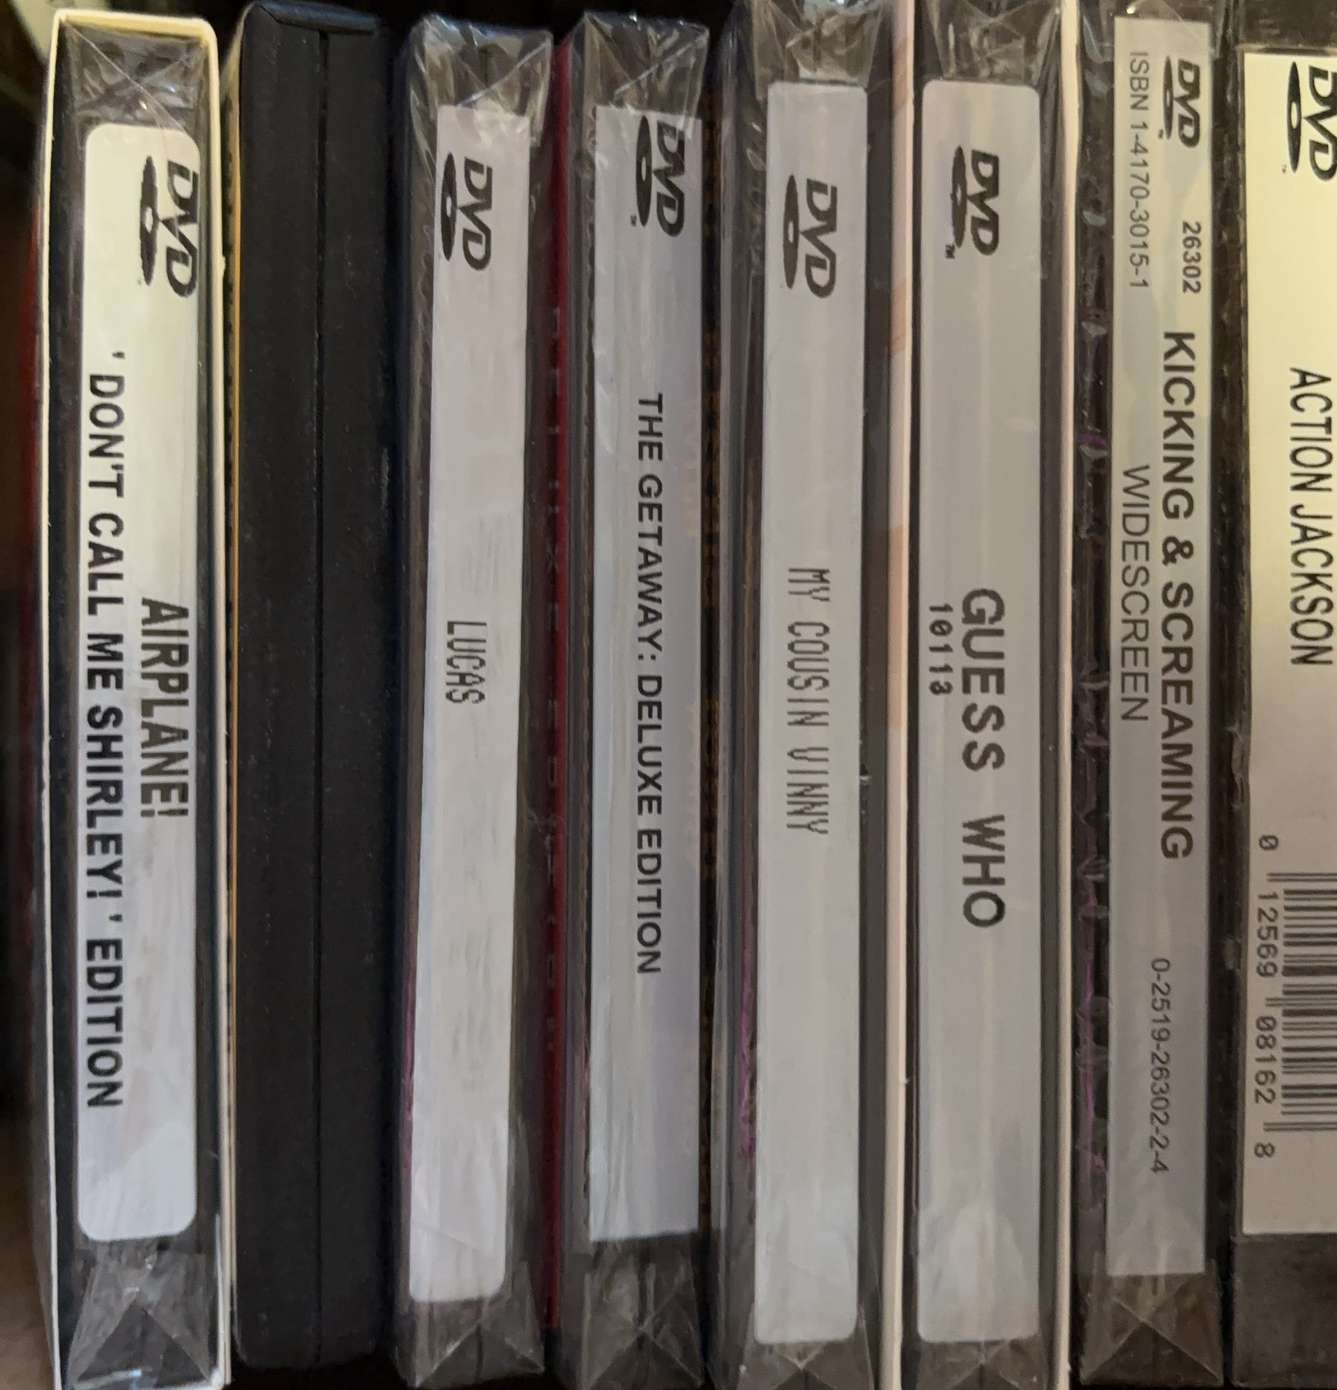 DVD
AIRPLANE!
'DON'T CALL ME SHIRLEY!' EDITION
DVD
LUCAS
DVD
THE GETAWAY: DELUXE EDITION
DVD
MY COUSIN VINNY
DVD
GUESS WHO
10113
DVD 26302 KICKING & SCREAMING
ISBN 1-4170-3015-1 WIDESCREEN 0-2519-26302-2-4
DVD
ACTION JACKSON
0 12569 08162 8